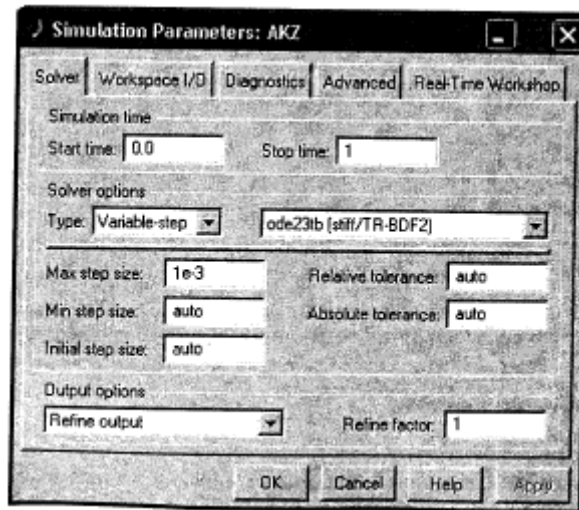 Simulation Parameters: AKZ
Solver Workspace I/O Diagnostics Advanced Real-Time Workshop
Simulation time
Start time: 0.0 Stop time: 1
Solver options
Type: Variable-step ode23tb (stiff/TR-BDF2)
Max step size: 1e-3 Relative tolerance: auto
Min step size: auto Absolute tolerance: auto
Initial step size: auto
Output options
Refine output Refine factor: 1
OK Cancel Help Apply